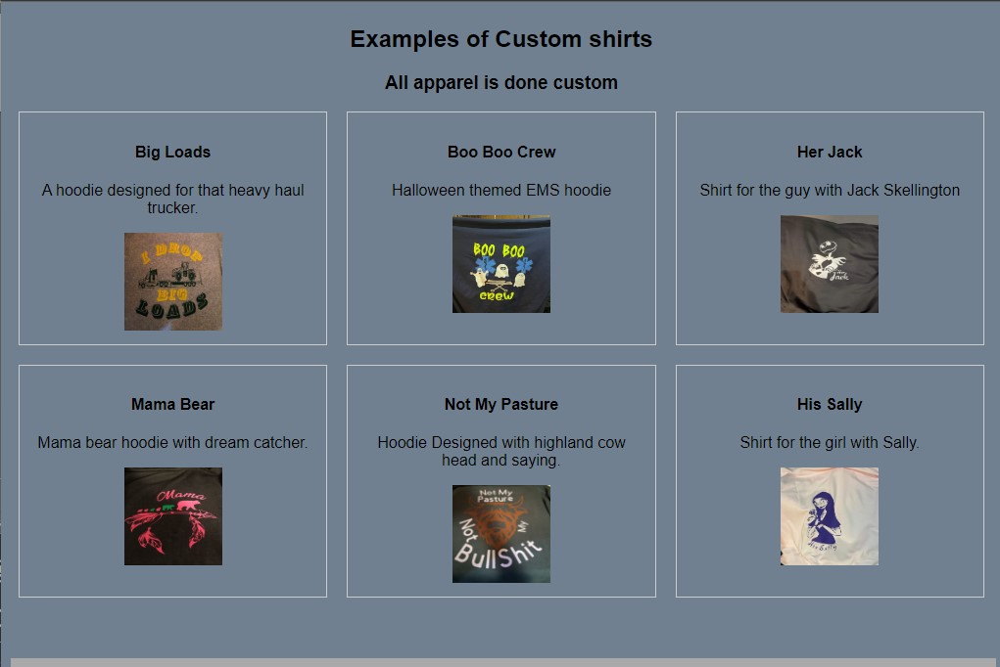 Examples of Custom shirts
All apparel is done custom
Big Loads
A hoodie designed for that heavy haul
trucker.
I DROP
BIG
LOADS
Boo Boo Crew
Halloween themed EMS hoodie
BOO BOO
CREW
Her Jack
Shirt for the guy with Jack Skellington
Her
Jack
Mama Bear
Mama bear hoodie with dream catcher.
Mama
Not My Pasture
Hoodie Designed with highland cow
head and saying.
Not My
Pasture
Not My
BullShit
His Sally
Shirt for the girl with Sally.
His Sally